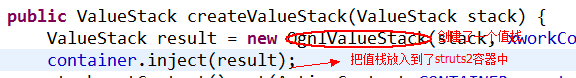 public ValueStack createValueStack(ValueStack stack) {
ValueStack result = new OgnlValueStack(stack, xworkCo
创建了一个值栈
container.inject(result); 把值栈放入到了struts2容器中